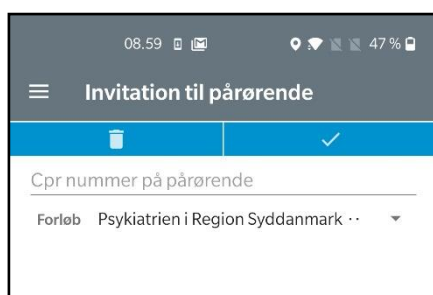 08.59 47 %
Invitation til pårørende
Cpr nummer på pårørende
Forløb Psykiatrien i Region Syddanmark ··